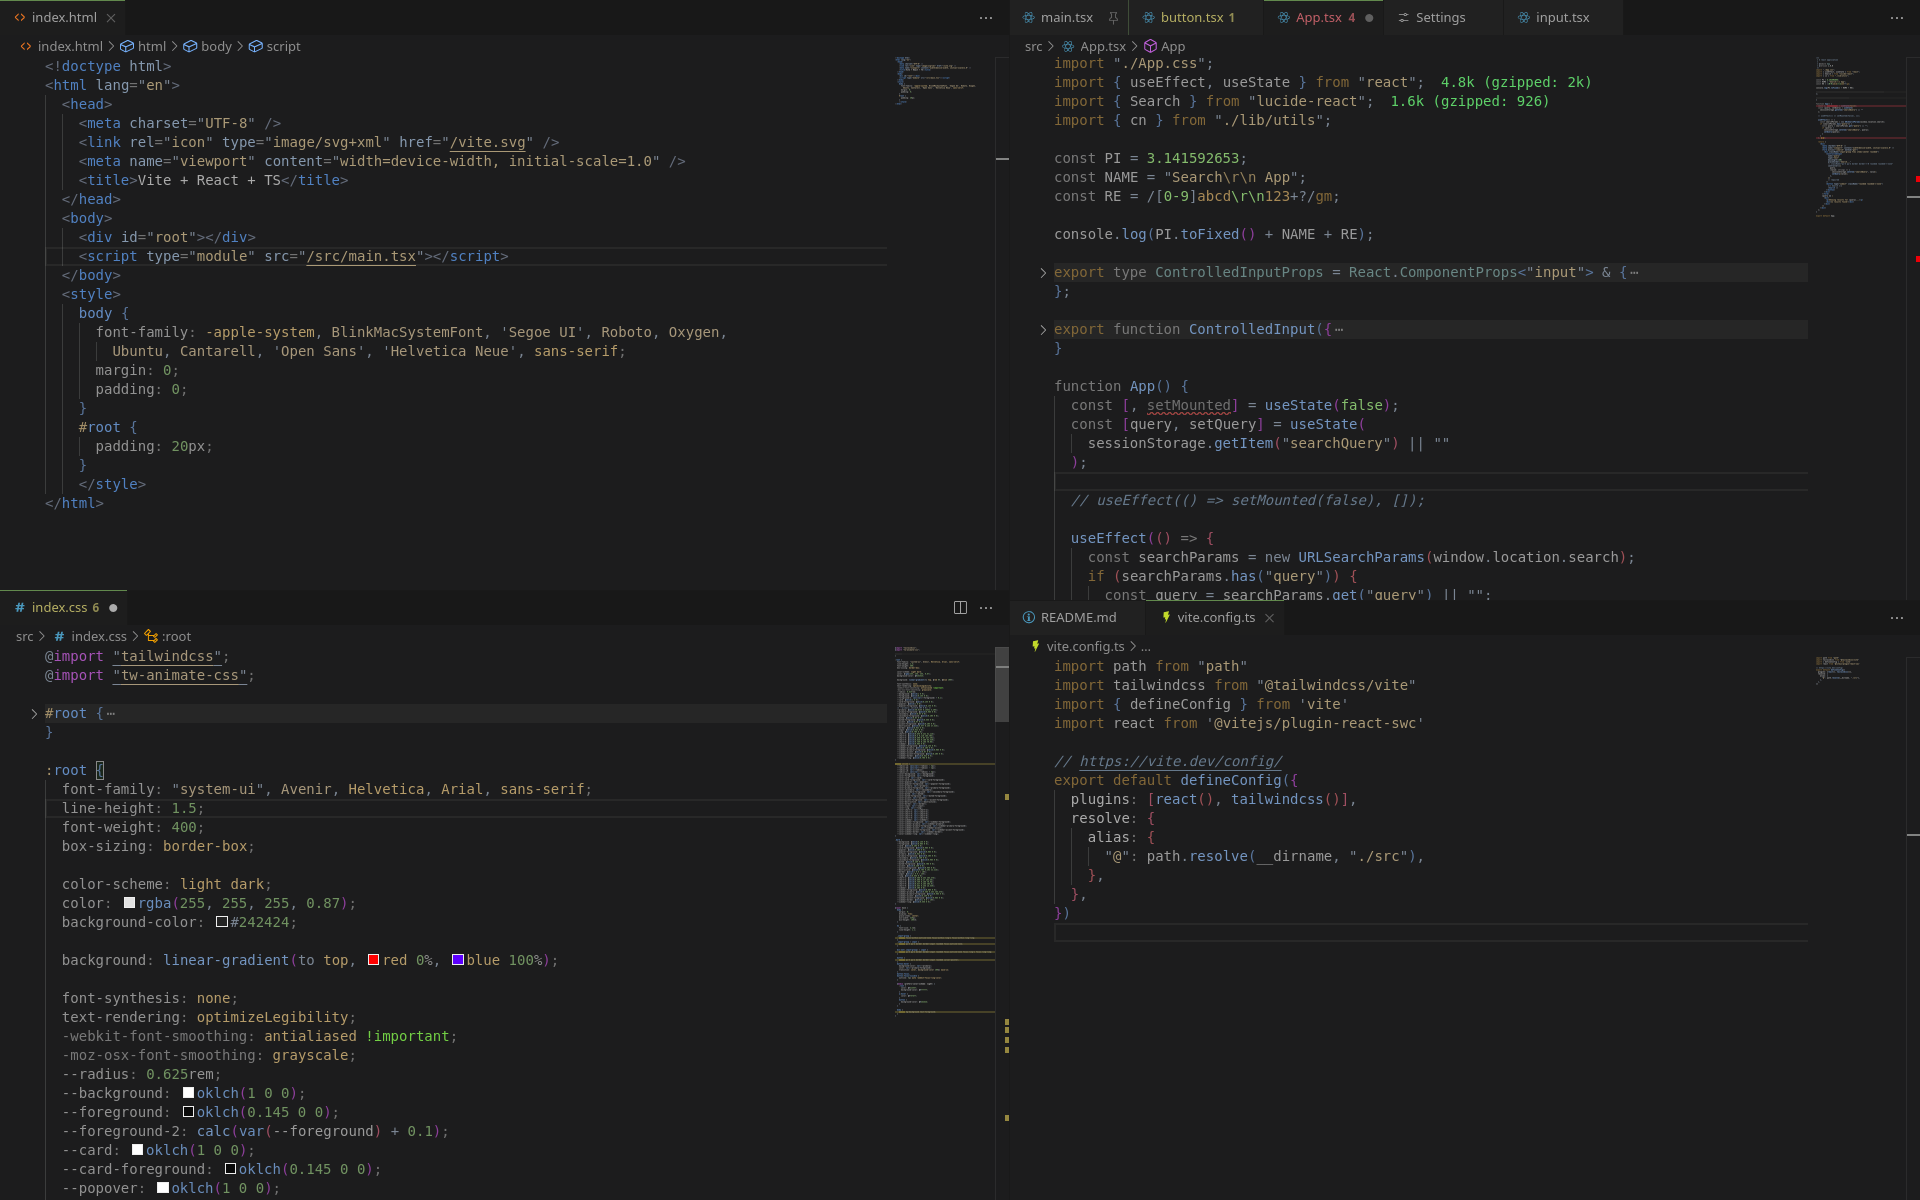 index.html
index.html > html > body > script
<!doctype html>
<html lang="en">
<head>
<meta charset="UTF-8" />
<link rel="icon" type="image/svg+xml" href="/vite.svg" />
<meta name="viewport" content="width=device-width, initial-scale=1.0" />
<title>Vite + React + TS</title>
</head>
<body>
<div id="root"></div>
<script type="module" src="/src/main.tsx"></script>
</body>
<style>
body {
font-family: -apple-system, BlinkMacSystemFont, 'Segoe UI', Roboto, Oxygen,
Ubuntu, Cantarell, 'Open Sans', 'Helvetica Neue', sans-serif;
margin: 0;
padding: 0;
}
#root {
padding: 20px;
}
</style>
</html>
main.tsx button.tsx 1 App.tsx 4 Settings input.tsx
src > App.tsx > App
import "./App.css";
import { useEffect, useState } from "react"; 4.8k (gzipped: 2k)
import { Search } from "lucide-react"; 1.6k (gzipped: 926)
import { cn } from "./lib/utils";
const PI = 3.141592653;
const NAME = "Search\r\n App";
const RE = /[0-9]abcd\r\n123+?/gm;
console.log(PI.toFixed() + NAME + RE);
export type ControlledInputProps = React.ComponentProps<"input"> & {⋯
};
export function ControlledInput({⋯
}
function App() {
const [, setMounted] = useState(false);
const [query, setQuery] = useState(
sessionStorage.getItem("searchQuery") || ""
);
// useEffect(() => setMounted(false), []);
useEffect(() => {
const searchParams = new URLSearchParams(window.location.search);
if (searchParams.has("query")) {
const query = searchParams.get("query") || "";
# index.css 6
src > # index.css > :root
@import "tailwindcss";
@import "tw-animate-css";
#root {⋯
}
:root {
font-family: "system-ui", Avenir, Helvetica, Arial, sans-serif;
line-height: 1.5;
font-weight: 400;
box-sizing: border-box;
color-scheme: light dark;
color: rgba(255, 255, 255, 0.87);
background-color: #242424;
background: linear-gradient(to top, red 0%, blue 100%);
font-synthesis: none;
text-rendering: optimizeLegibility;
-webkit-font-smoothing: antialiased !important;
-moz-osx-font-smoothing: grayscale;
--radius: 0.625rem;
--background: oklch(1 0 0);
--foreground: oklch(0.145 0 0);
--foreground-2: calc(var(--foreground) + 0.1);
--card: oklch(1 0 0);
--card-foreground: oklch(0.145 0 0);
--popover: oklch(1 0 0);
README.md vite.config.ts
vite.config.ts > ...
import path from "path"
import tailwindcss from "@tailwindcss/vite"
import { defineConfig } from 'vite'
import react from '@vitejs/plugin-react-swc'
// https://vite.dev/config/
export default defineConfig({
plugins: [react(), tailwindcss()],
resolve: {
alias: {
"@": path.resolve(__dirname, "./src"),
},
},
})